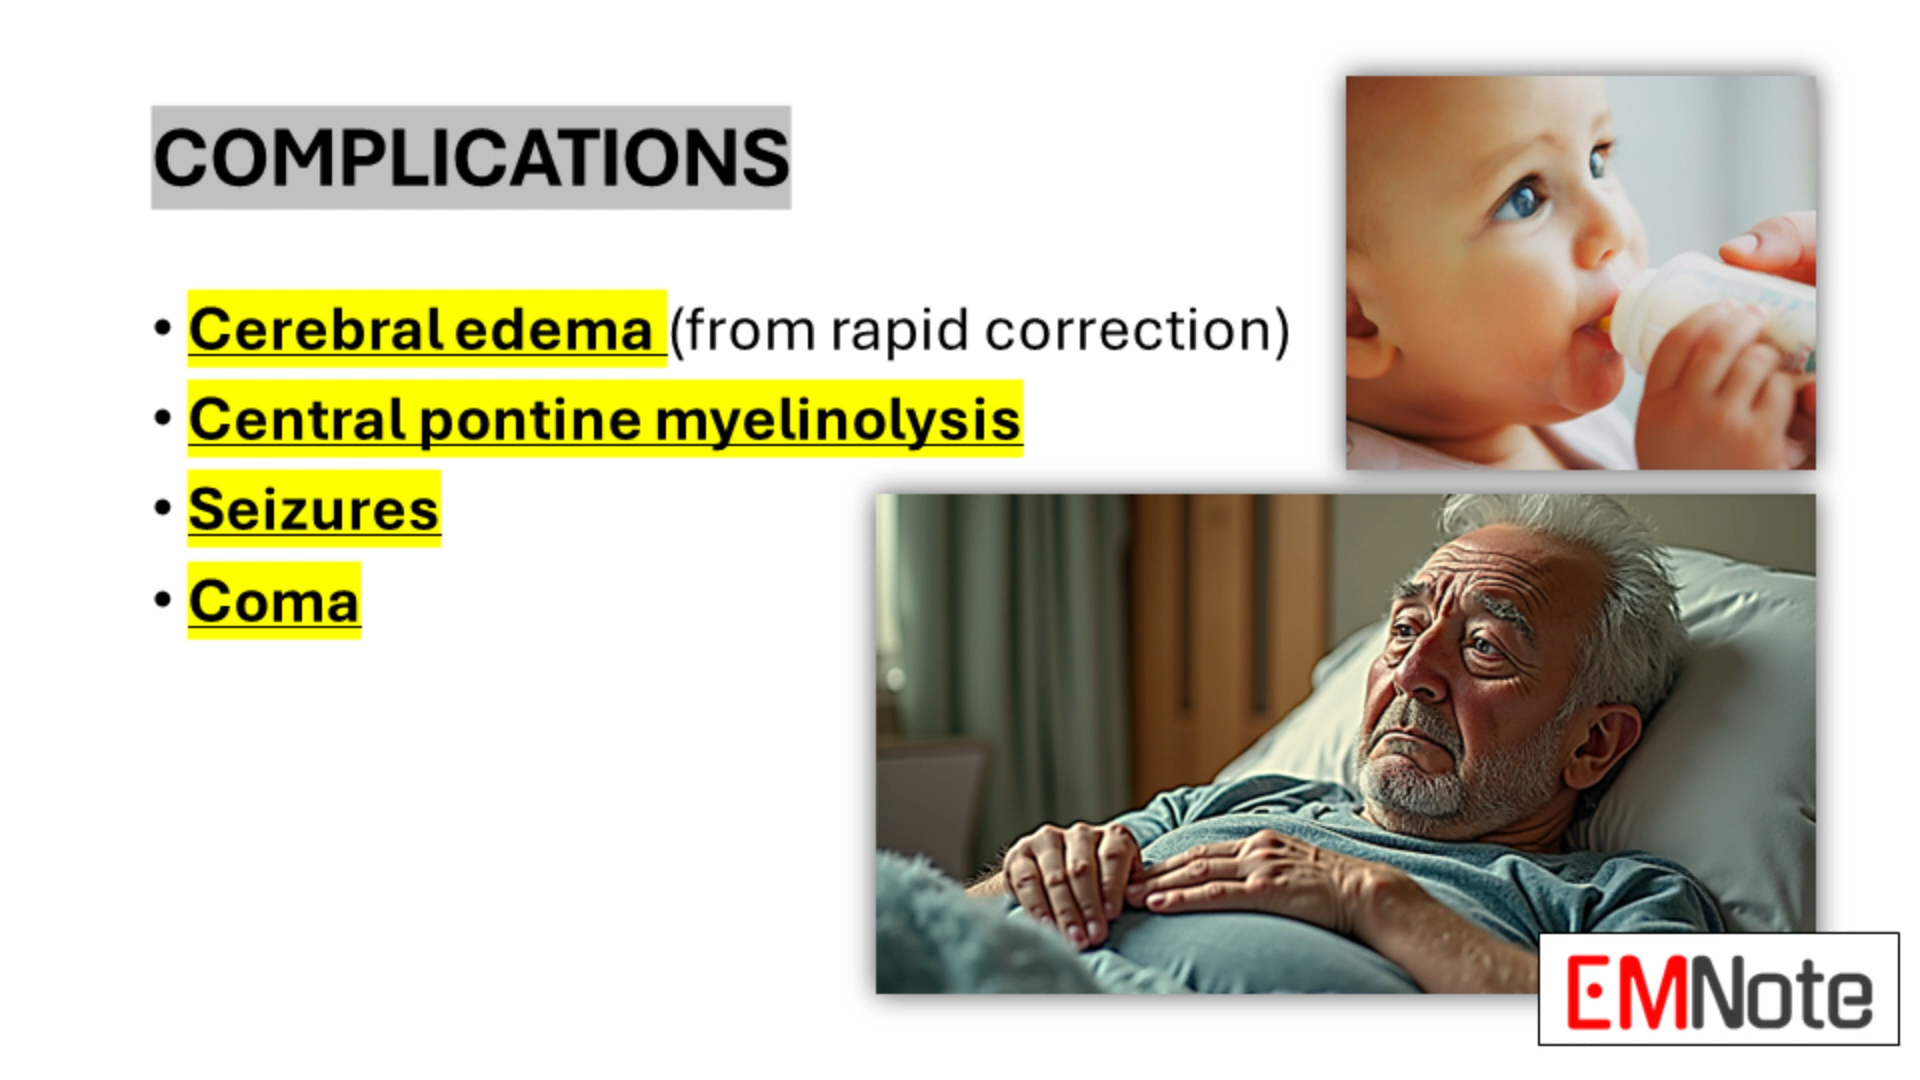 COMPLICATIONS
• Cerebral edema (from rapid correction)
• Central pontine myelinolysis
• Seizures
• Coma
EMNote